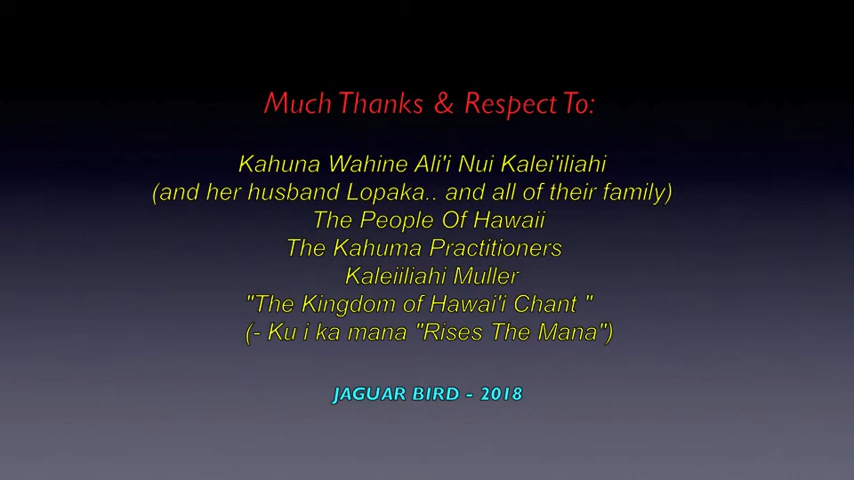 Much Thanks & Respect To:
Kahuna Wahine Ali'i Nui Kalei'iliahi
(and her husband Lopaka.. and all of their family)
The People Of Hawaii
The Kahuma Practitioners
Kaleiiliahi Muller
"The Kingdom of Hawai'i Chant "
(- Ku i ka mana "Rises The Mana")
JAGUAR BIRD - 2018